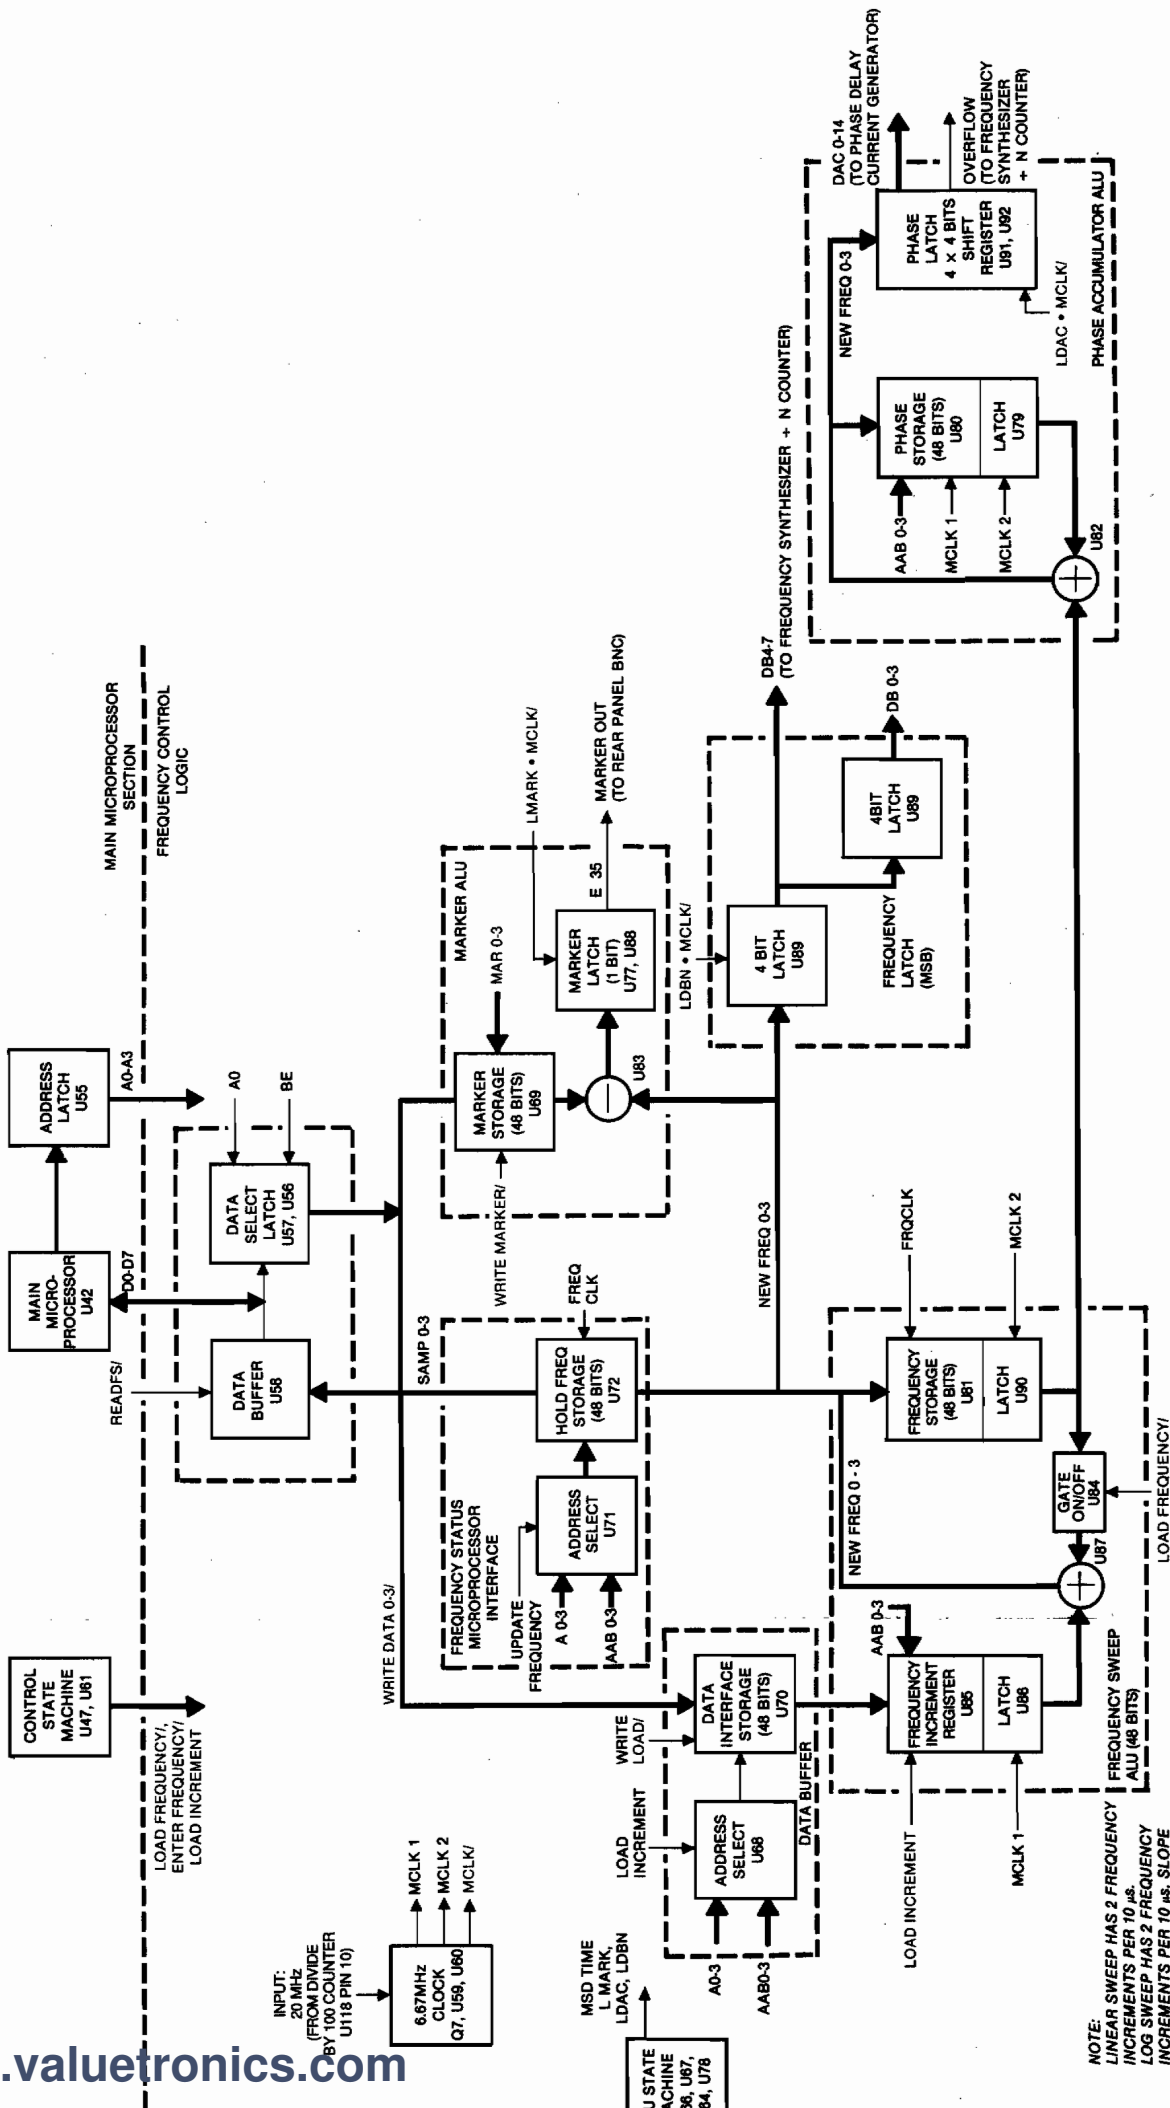 MAIN MICROPROCESSOR
SECTION
FREQUENCY CONTROL
LOGIC
CONTROL
STATE
MACHINE
U47, U61
LOAD FREQUENCY/,
ENTER FREQUENCY/
LOAD INCREMENT
MAIN
MICRO-
PROCESSOR
U42
D0-D7
ADDRESS
LATCH
U55
A0-A3
READFS/
DATA
BUFFER
U58
DATA
SELECT
LATCH
U57, U56
A0
BE
INPUT:
20 MHz
(FROM DIVIDE
BY 100 COUNTER
U118 PIN 10)
6.67MHz
CLOCK
Q7, U59, U60
MCLK 1
MCLK 2
MCLK/
WRITE DATA 0-3/
SAMP 0-3
FREQUENCY STATUS
MICROPROCESSOR
INTERFACE
UPDATE
FREQUENCY
A 0-3
AAB 0-3
ADDRESS
SELECT
U71
HOLD FREQ
STORAGE
(48 BITS)
U72
FREQ
CLK
MARKER ALU
WRITE MARKER/
MARKER
STORAGE
(48 BITS)
U69
MAR 0-3
U83
MARKER
LATCH
(1 BIT)
U77, U88
LMARK • MCLK/
E 35
MARKER OUT
(TO REAR PANEL BNC)
MSD TIME
L MARK,
LDAC, LDBN
U STATE
U67,
U78
LOAD
INCREMENT
WRITE
LOAD/
A0-3
AAB0-3
ADDRESS
SELECT
U68
DATA
INTERFACE
STORAGE
(48 BITS)
U70
DATA BUFFER
NEW FREQ 0-3
LDBN • MCLK/
4 BIT
LATCH
U89
FREQUENCY
LATCH
(MSB)
4BIT
LATCH
U89
DB 0-3
DB4-7
(TO FREQUENCY SYNTHESIZER ÷ N COUNTER)
LOAD INCREMENT
MCLK 1
FREQUENCY
INCREMENT
REGISTER
U85
LATCH
U86
AAB 0-3
NEW FREQ 0 - 3
U87
GATE
ON/OFF
U84
LOAD FREQUENCY/
FREQUENCY
STORAGE
(48 BITS)
U81
LATCH
U90
FRQCLK
MCLK 2
FREQUENCY SWEEP
ALU (48 BITS)
U82
AAB 0-3
MCLK 1
MCLK 2
PHASE
STORAGE
(48 BITS)
U80
LATCH
U79
NEW FREQ 0-3
PHASE
LATCH
4 x 4 BITS
SHIFT
REGISTER
U91, U92
LDAC • MCLK/
PHASE ACCUMULATOR ALU
DAC 0-14
(TO PHASE DELAY
CURRENT GENERATOR)
OVERFLOW
(TO FREQUENCY
SYNTHESIZER
÷ N COUNTER)
NOTE:
LINEAR SWEEP HAS 2 FREQUENCY
INCREMENTS PER 10 µs.
LOG SWEEP HAS 2 FREQUENCY
INCREMENTS PER 10 µs. SLOPE
.valuetronics.com